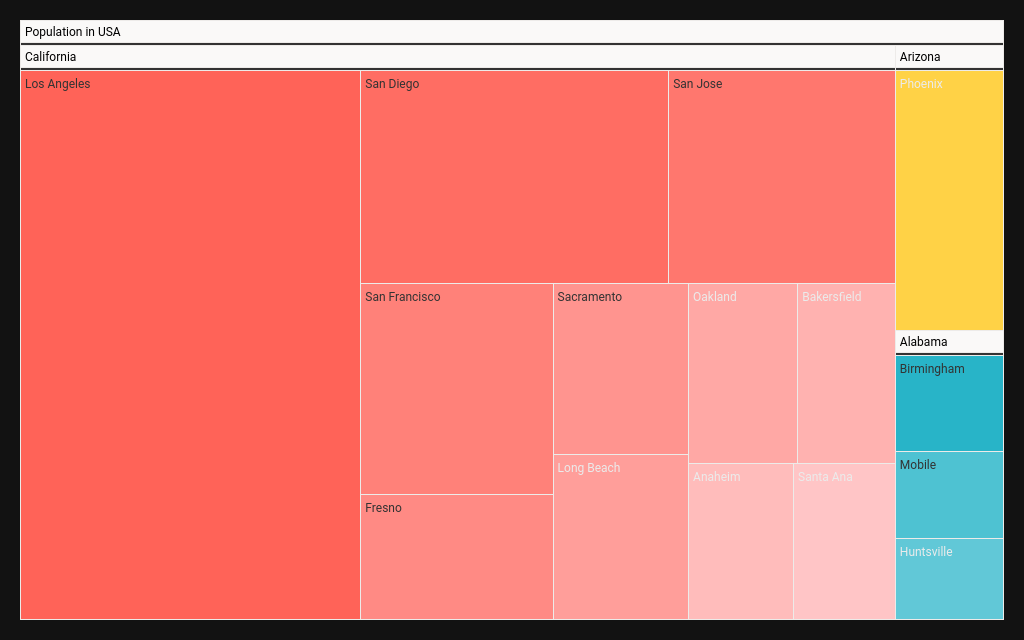 Population in USA
California
Arizona
Los Angeles
San Diego
San Jose
Phoenix
San Francisco
Sacramento
Oakland
Bakersfield
Alabama
Birmingham
Long Beach
Mobile
Anaheim
Santa Ana
Fresno
Huntsville